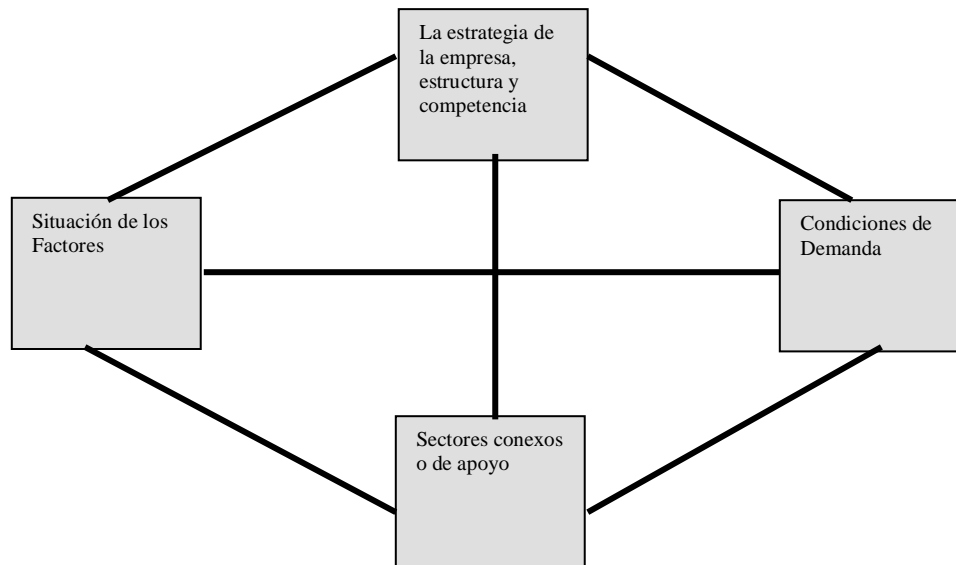 La estrategia de
la empresa,
estructura y
competencia
Situación de los
Factores
Condiciones de
Demanda
Sectores conexos
o de apoyo